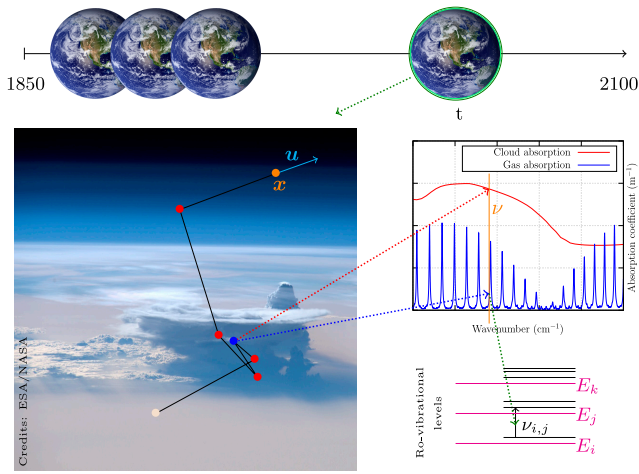 1850
2100
t
u
x
Cloud absorption
Gas absorption
ν
Absorption coefficient (m⁻¹)
Wavenumber (cm⁻¹)
Credits: ESA/NASA
Ro-vibrational
levels
E_k
E_j
ν_{i,j}
E_i